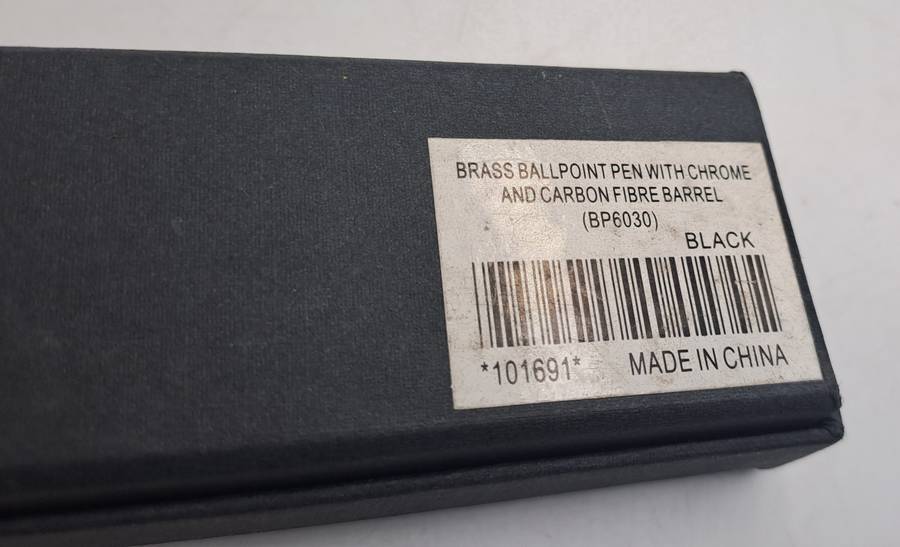 BRASS BALLPOINT PEN WITH CHROME
AND CARBON FIBRE BARREL
(BP6030)
BLACK
*101691* MADE IN CHINA